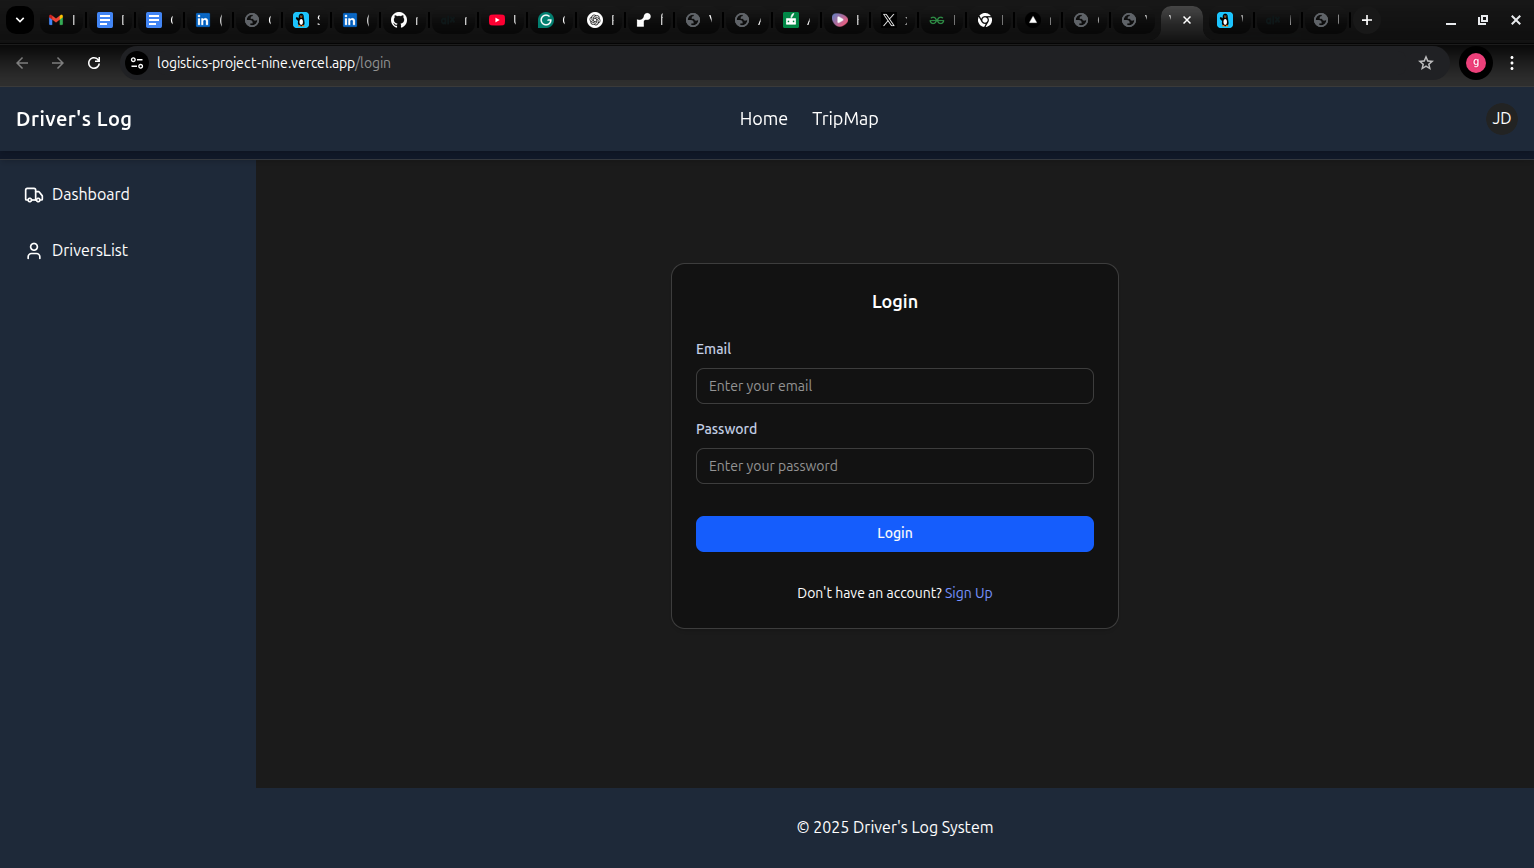 logistics-project-nine.vercel.app/login
g
Driver's Log
Home
TripMap
JD
Dashboard
DriversList
Login
Email
Enter your email
Password
Enter your password
Login
Don't have an account? Sign Up
© 2025 Driver's Log System